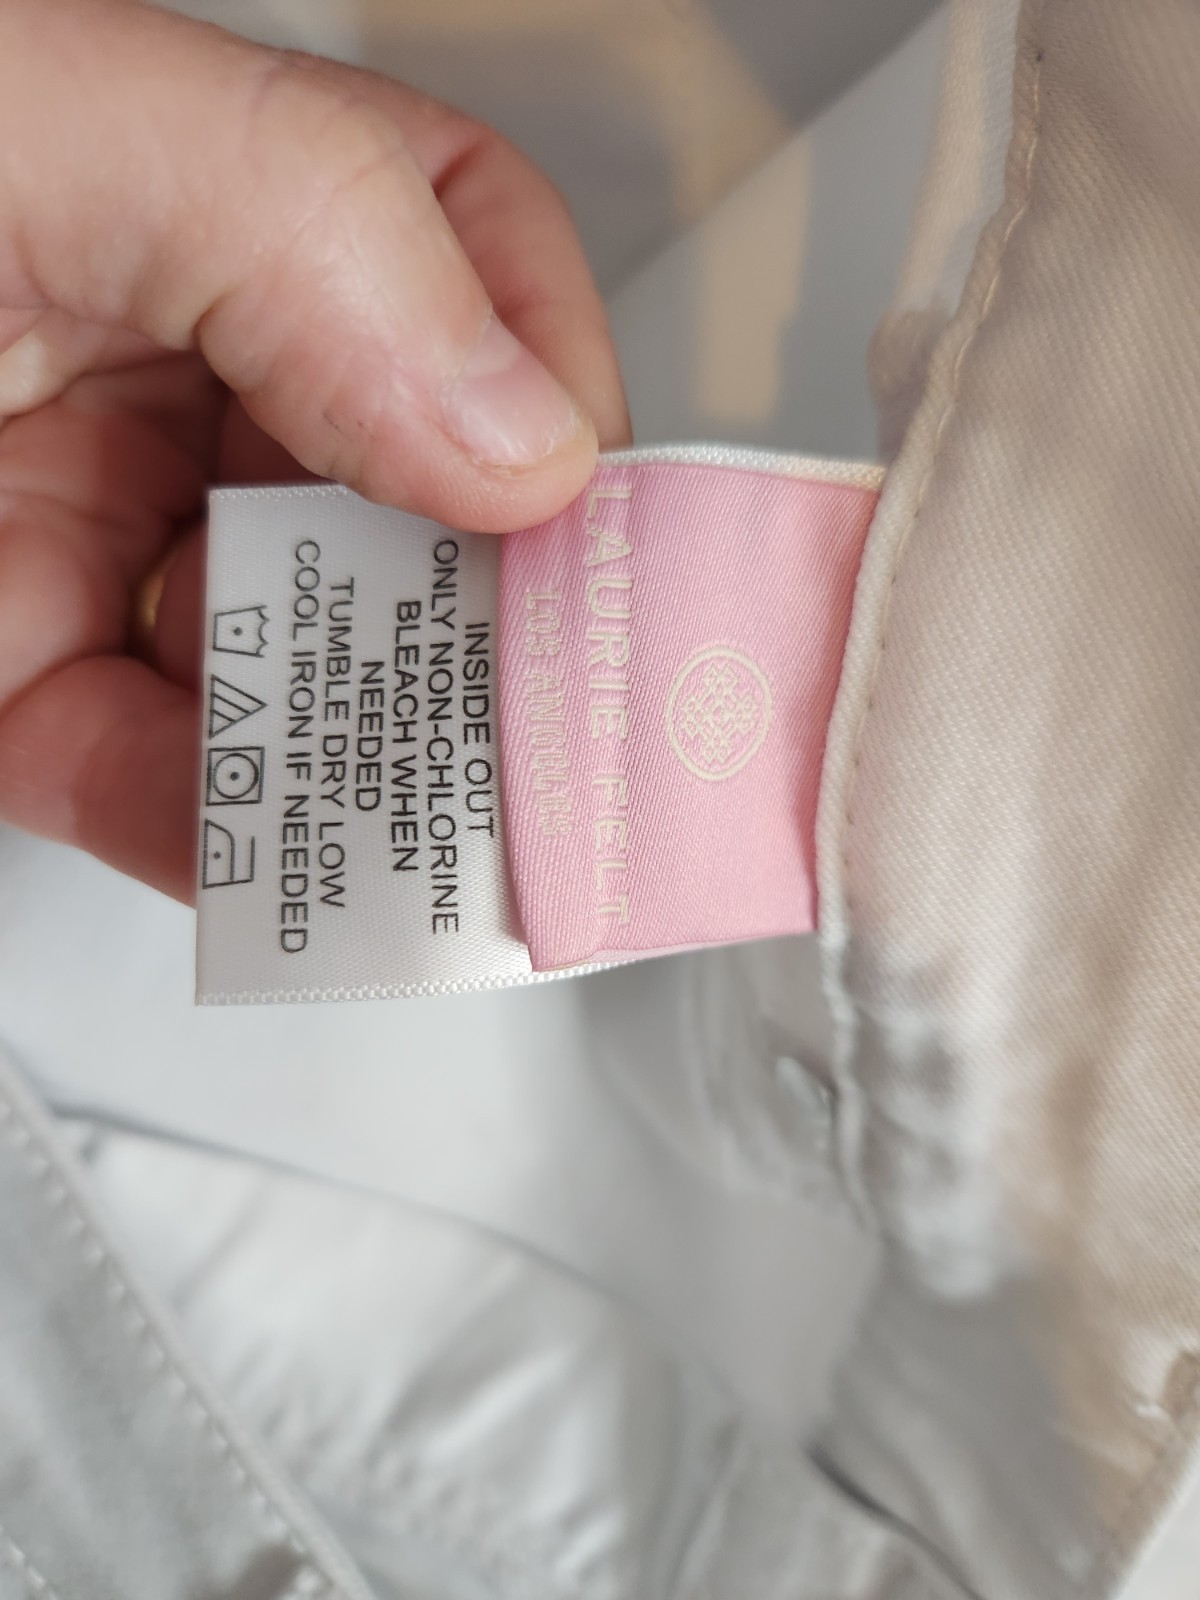 LAURIE FELT
LOS ANGELES
INSIDE OUT
ONLY NON-CHLORINE
BLEACH WHEN
NEEDED
TUMBLE DRY LOW
COOL IRON IF NEEDED